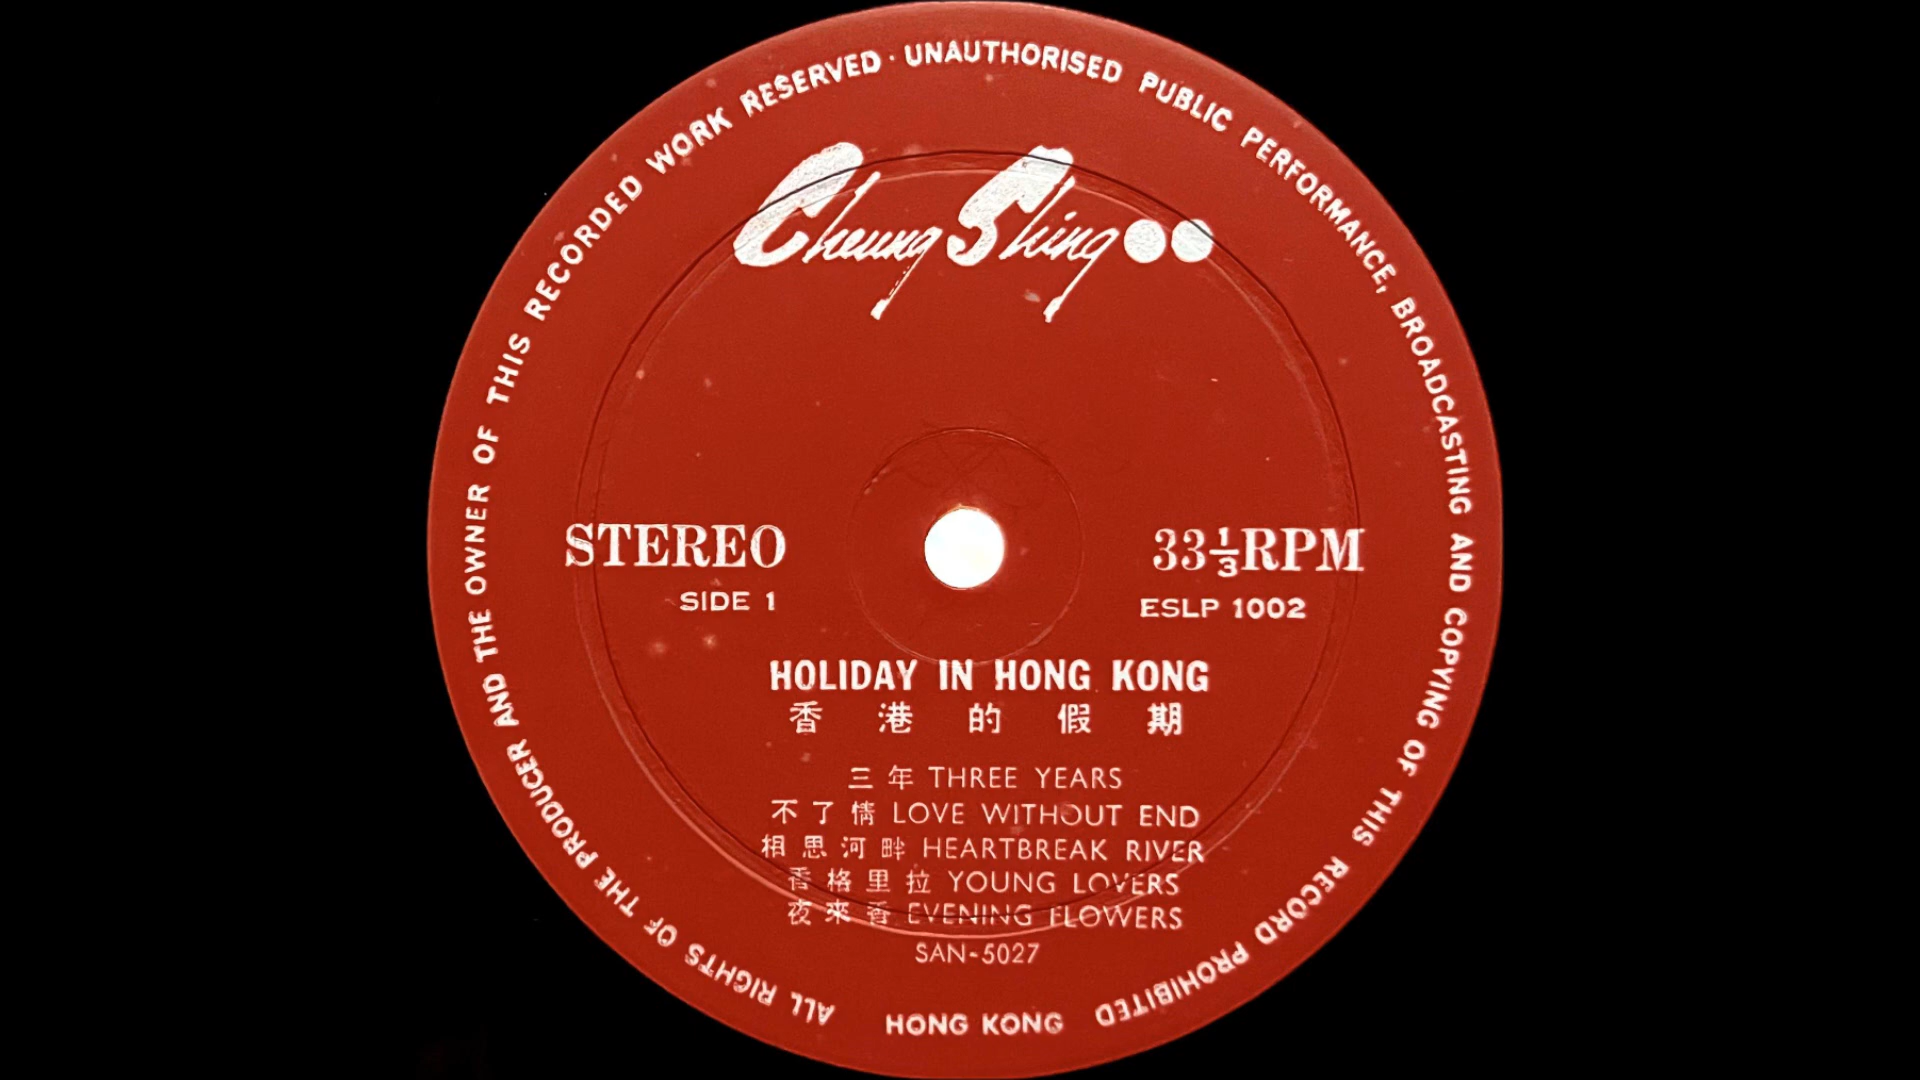 ALL RIGHTS OF THE PRODUCER AND THE OWNER OF THIS RECORDED WORK RESERVED · UNAUTHORISED PUBLIC PERFORMANCE, BROADCASTING AND COPYING OF THIS RECORD PROHIBITED
Cheung Shing
STEREO
SIDE 1
33⅓RPM
ESLP 1002
HOLIDAY IN HONG KONG
香港的假期
三年 THREE YEARS
不了情 LOVE WITHOUT END
相思河畔 HEARTBREAK RIVER
香格里拉 YOUNG LOVERS
夜來香 EVENING FLOWERS
SAN-5027
HONG KONG